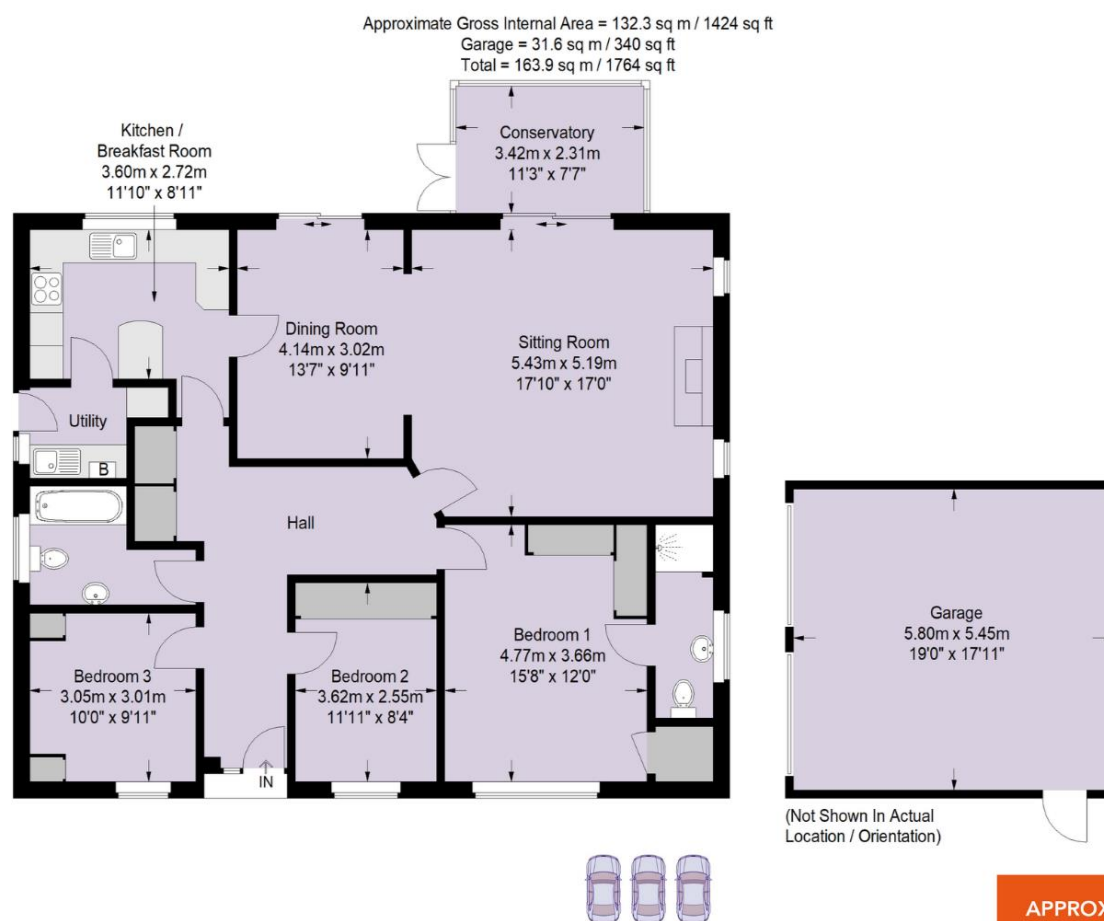 Approximate Gross Internal Area = 132.3 sq m / 1424 sq ft
Garage = 31.6 sq m / 340 sq ft
Total = 163.9 sq m / 1764 sq ft
Kitchen /
Breakfast Room
3.60m x 2.72m
11'10" x 8'11"
Conservatory
3.42m x 2.31m
11'3" x 7'7"
Dining Room
4.14m x 3.02m
13'7" x 9'11"
Sitting Room
5.43m x 5.19m
17'10" x 17'0"
Utility
B
Hall
Bedroom 1
4.77m x 3.66m
15'8" x 12'0"
Bedroom 2
3.62m x 2.55m
11'11" x 8'4"
Bedroom 3
3.05m x 3.01m
10'0" x 9'11"
IN
Garage
5.80m x 5.45m
19'0" x 17'11"
(Not Shown In Actual
Location / Orientation)
APPROX